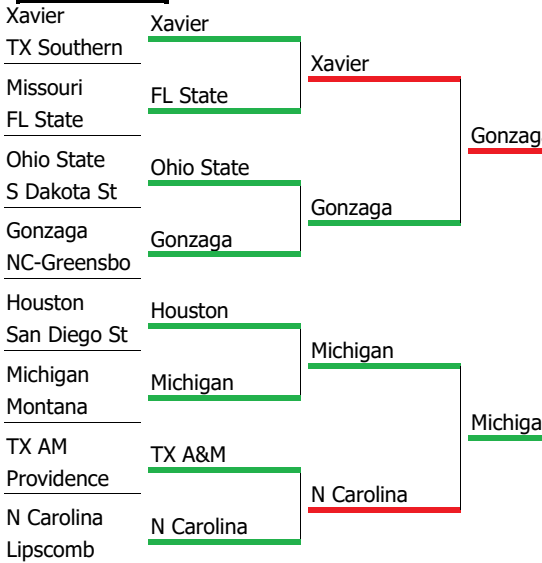 Xavier
TX Southern
Missouri
FL State
Ohio State
S Dakota St
Gonzaga
NC-Greensbo
Houston
San Diego St
Michigan
Montana
TX AM
Providence
N Carolina
Lipscomb
Xavier
FL State
Ohio State
Gonzaga
Houston
Michigan
TX A&M
N Carolina
Xavier
Gonzaga
Michigan
N Carolina
Gonzag
Michiga